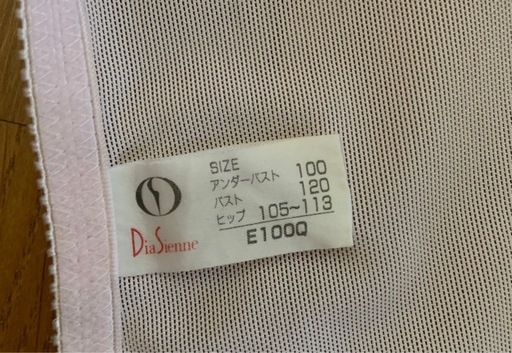 SIZE
アンダーバスト 100
バスト 120
ヒップ 105~113
E100Q
DiaSienne